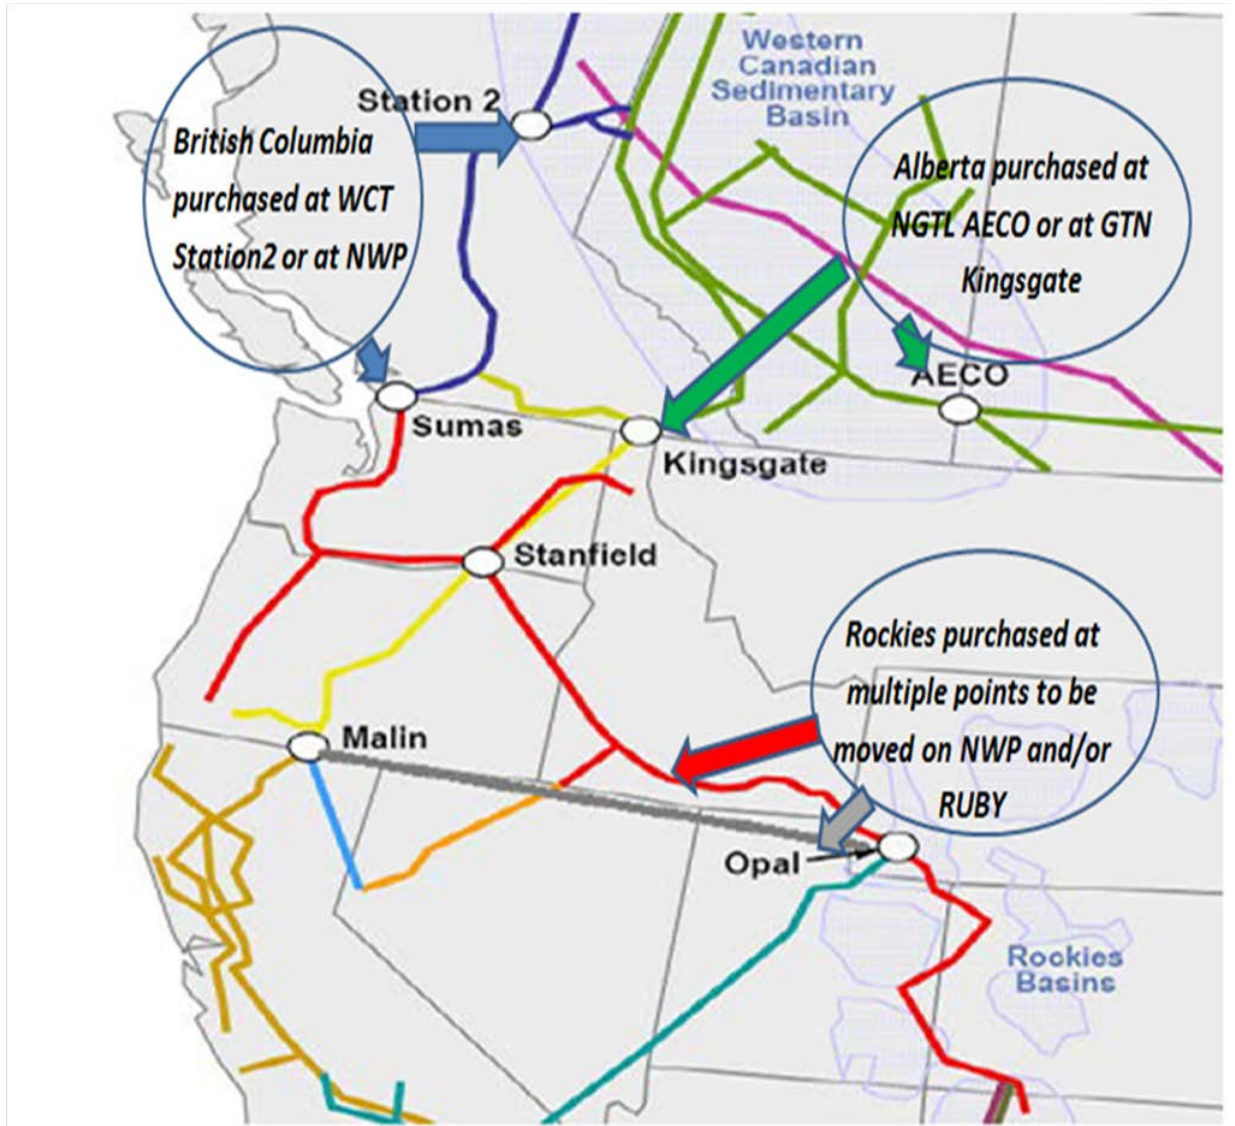 Western
Canadian
Sedimentary
Basin
Station 2
British Columbia
purchased at WCT
Station2 or at NWP
Alberta purchased at
NGTL AECO or at GTN
Kingsgate
AECO
Sumas
Kingsgate
Stanfield
Rockies purchased at
multiple points to be
moved on NWP and/or
RUBY
Malin
Opal
Rockies
Basins